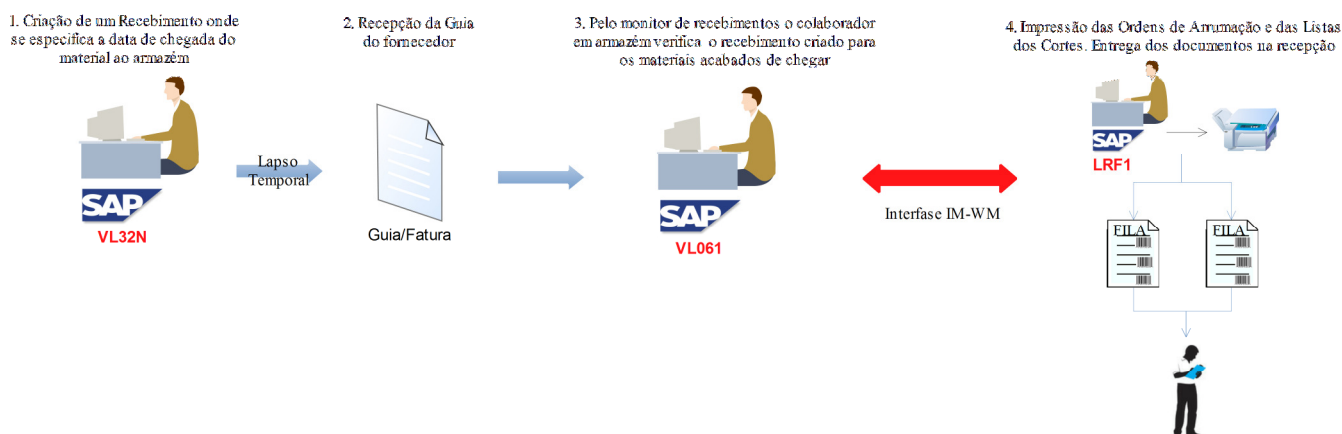 1. Criação de um Recebimento onde
se especifica a data de chegada do
material ao armazém
SAP
VL32N
Lapso
Temporal
2. Recepção da Guia
do fornecedor
Guia/Fatura
3. Pelo monitor de recebimentos o colaborador
em armazém verifica o recebimento criado para
os materiais acabados de chegar
SAP
VL061
Interfase IM-WM
4. Impressão das Ordens de Arrumação e das Listas
dos Cortes. Entrega dos documentos na recepção
SAP
LRF1
FILA
FILA